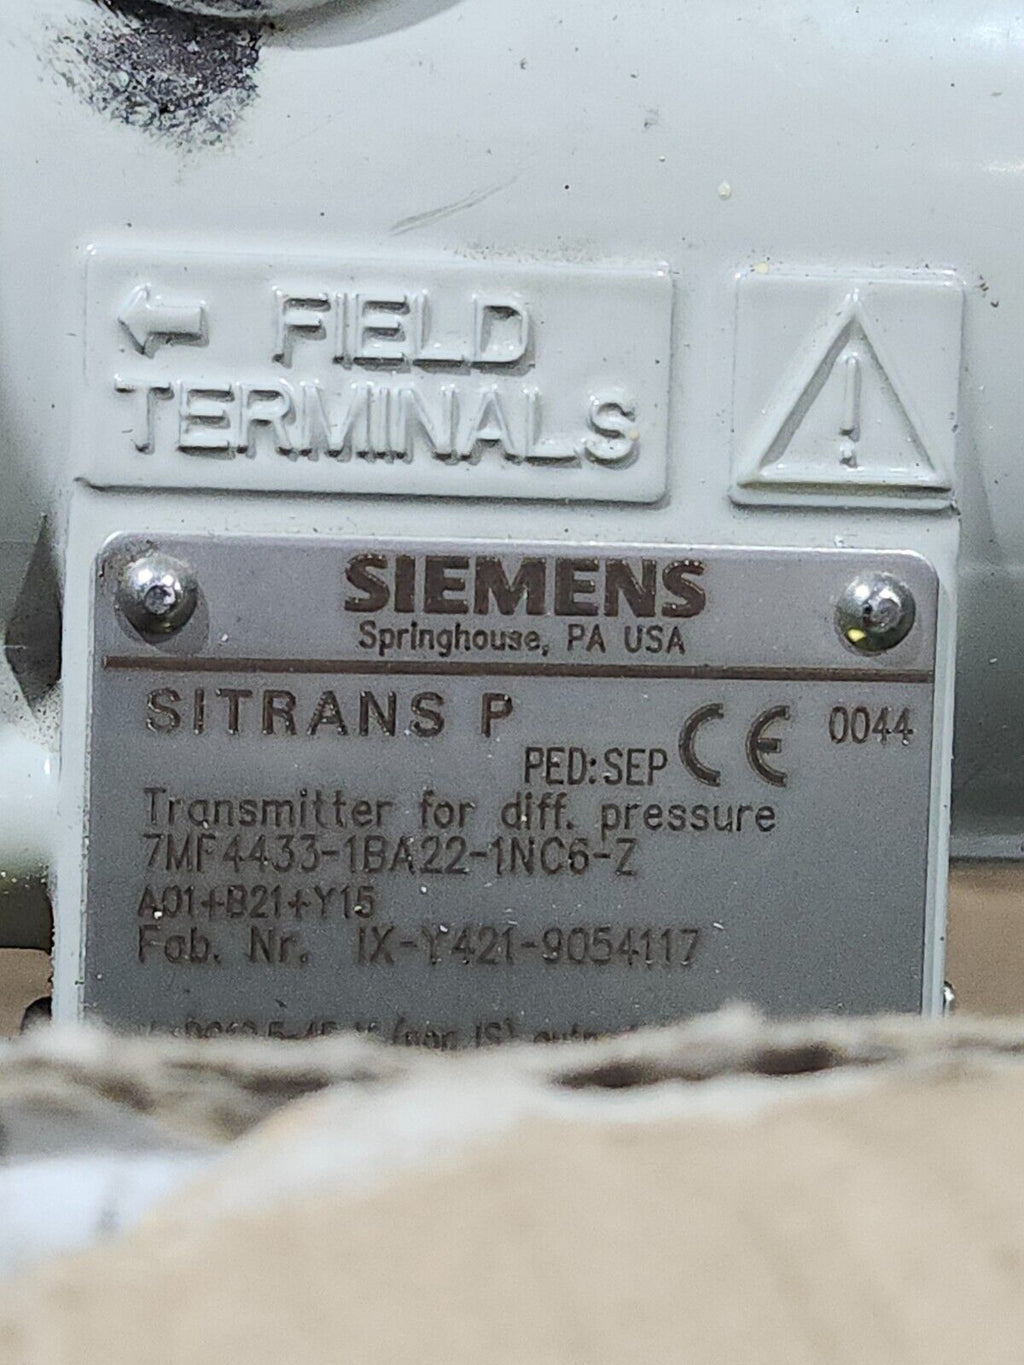 ← FIELD
TERMINALS
!
SIEMENS
Springhouse, PA USA
SITRANS P
PED:SEP CE 0044
Transmitter for diff. pressure
7MF4433-1BA22-1NC6-Z
A01+B21+Y15
Fab. Nr. IX-Y421-9054117